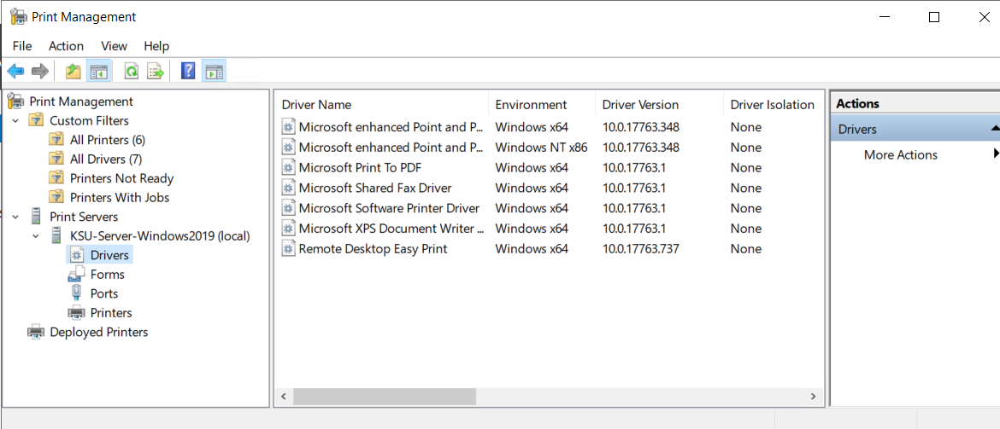 Print Management
File Action View Help
Print Management
Custom Filters
All Printers (6)
All Drivers (7)
Printers Not Ready
Printers With Jobs
Print Servers
KSU-Server-Windows2019 (local)
Drivers
Forms
Ports
Printers
Deployed Printers
Driver Name Environment Driver Version Driver Isolation
Microsoft enhanced Point and P... Windows x64 10.0.17763.348 None
Microsoft enhanced Point and P... Windows NT x86 10.0.17763.348 None
Microsoft Print To PDF Windows x64 10.0.17763.1 None
Microsoft Shared Fax Driver Windows x64 10.0.17763.1 None
Microsoft Software Printer Driver Windows x64 10.0.17763.1 None
Microsoft XPS Document Writer ... Windows x64 10.0.17763.1 None
Remote Desktop Easy Print Windows x64 10.0.17763.737 None
Actions
Drivers
More Actions